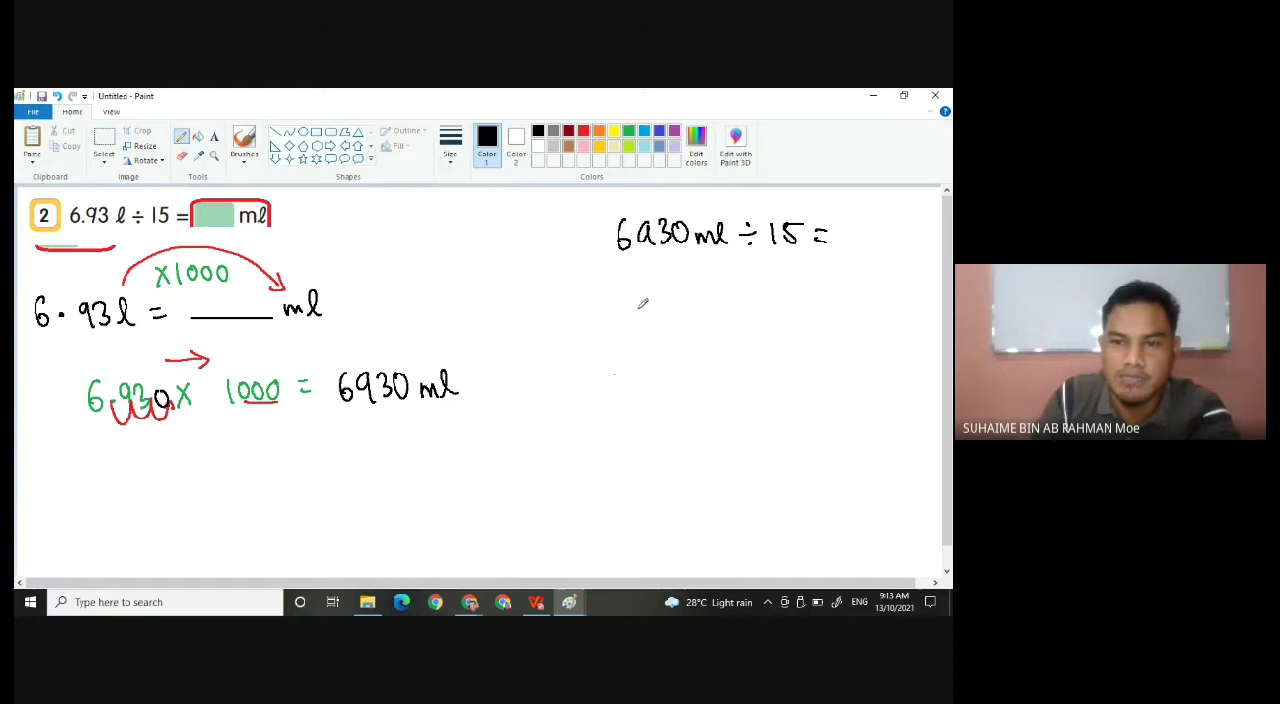 Untitled - Paint
File Home View
Paste
Cut
Copy
Clipboard
Select
Crop
Resize
Rotate
Image
Tools
Brushes
Outline
Fill
Shapes
Size
Color 1
Color 2
Edit colors
Colors
Edit with Paint 3D
2 6.93 ℓ ÷ 15 = mℓ
×1000
6.93 l = ____ ml
6.930 × 1000 = 6930 ml
6930 ml ÷ 15 =
SUHAIME BIN AB RAHMAN Moe
Type here to search
28°C Light rain
ENG
9:13 AM
13/10/2021